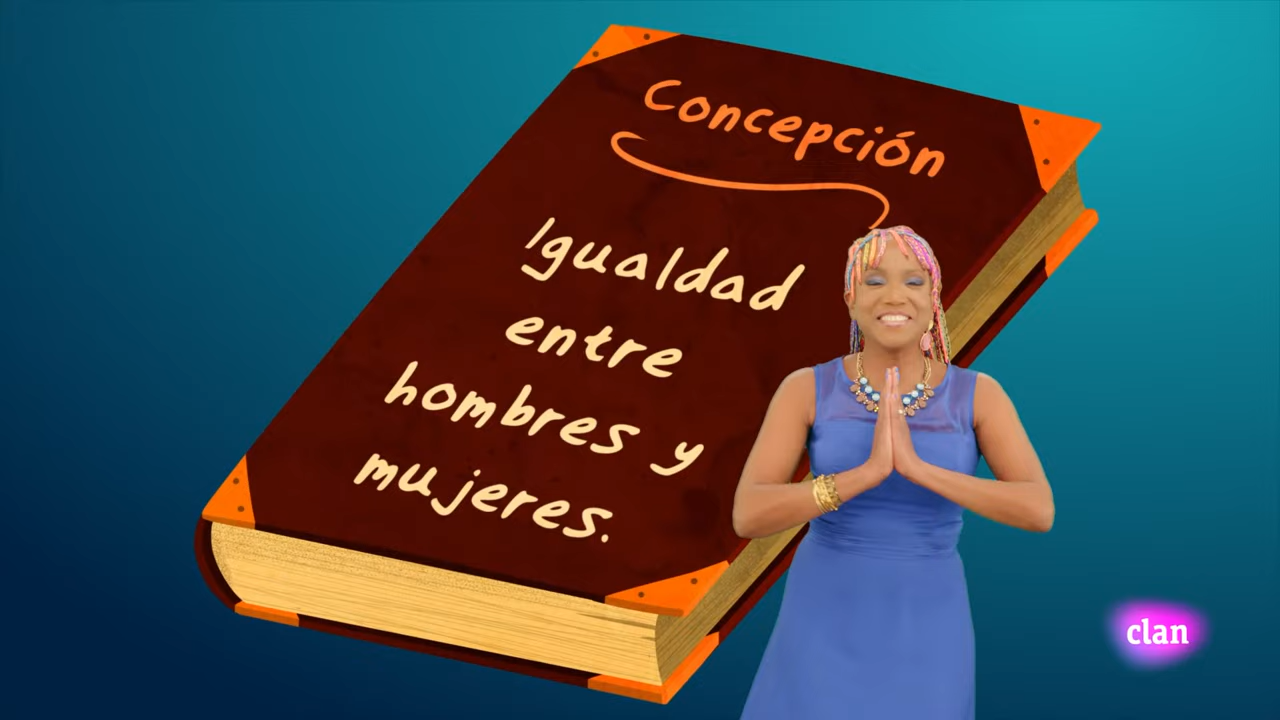 Concepción
Igualdad
entre
hombres y
mujeres.
clan